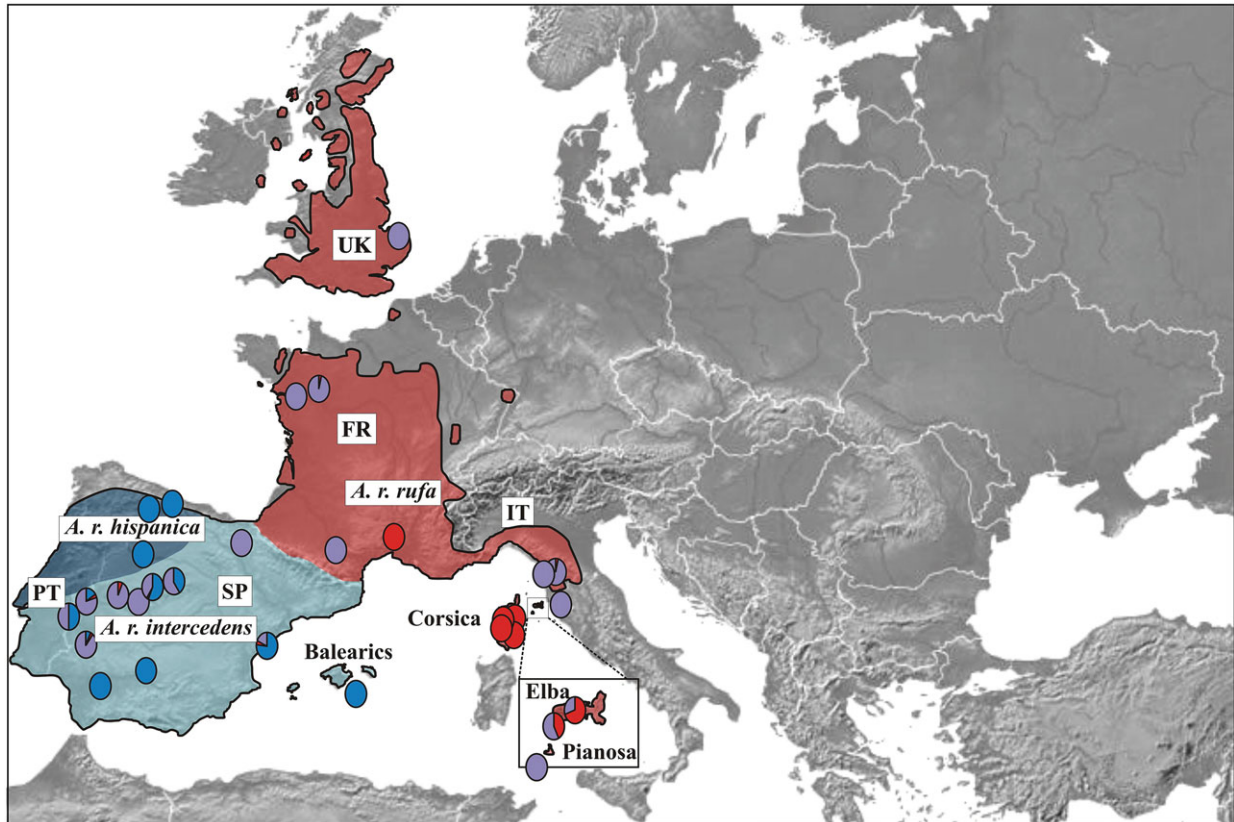 UK
FR
A. r. rufa
IT
A. r. hispanica
PT
SP
A. r. intercedens
Corsica
Balearics
Elba
Pianosa